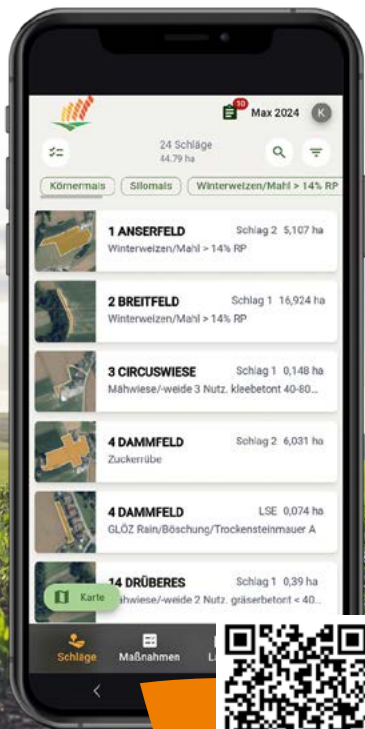 10
Max 2024
K
24 Schläge
44.79 ha
Körnermais
Silomais
Winterweizen/Mahl > 14% RP
1 ANSERFELD
Schlag 2 5,107 ha
Winterweizen/Mahl > 14% RP
2 BREITFELD
Schlag 1 16,924 ha
Winterweizen/Mahl > 14% RP
3 CIRCUSWIESE
Schlag 1 0,148 ha
Mähwiese/-weide 3 Nutz. kleebetont 40-80...
4 DAMMFELD
Schlag 2 6,031 ha
Zuckerrübe
4 DAMMFELD
LSE 0,074 ha
GLÖZ Rain/Böschung/Trockensteinmauer A
14 DRÜBERES
Schlag 1 0,39 ha
Mähwiese/-weide 2 Nutz. gräserbetont < 40...
Karte
Schläge
Maßnahmen